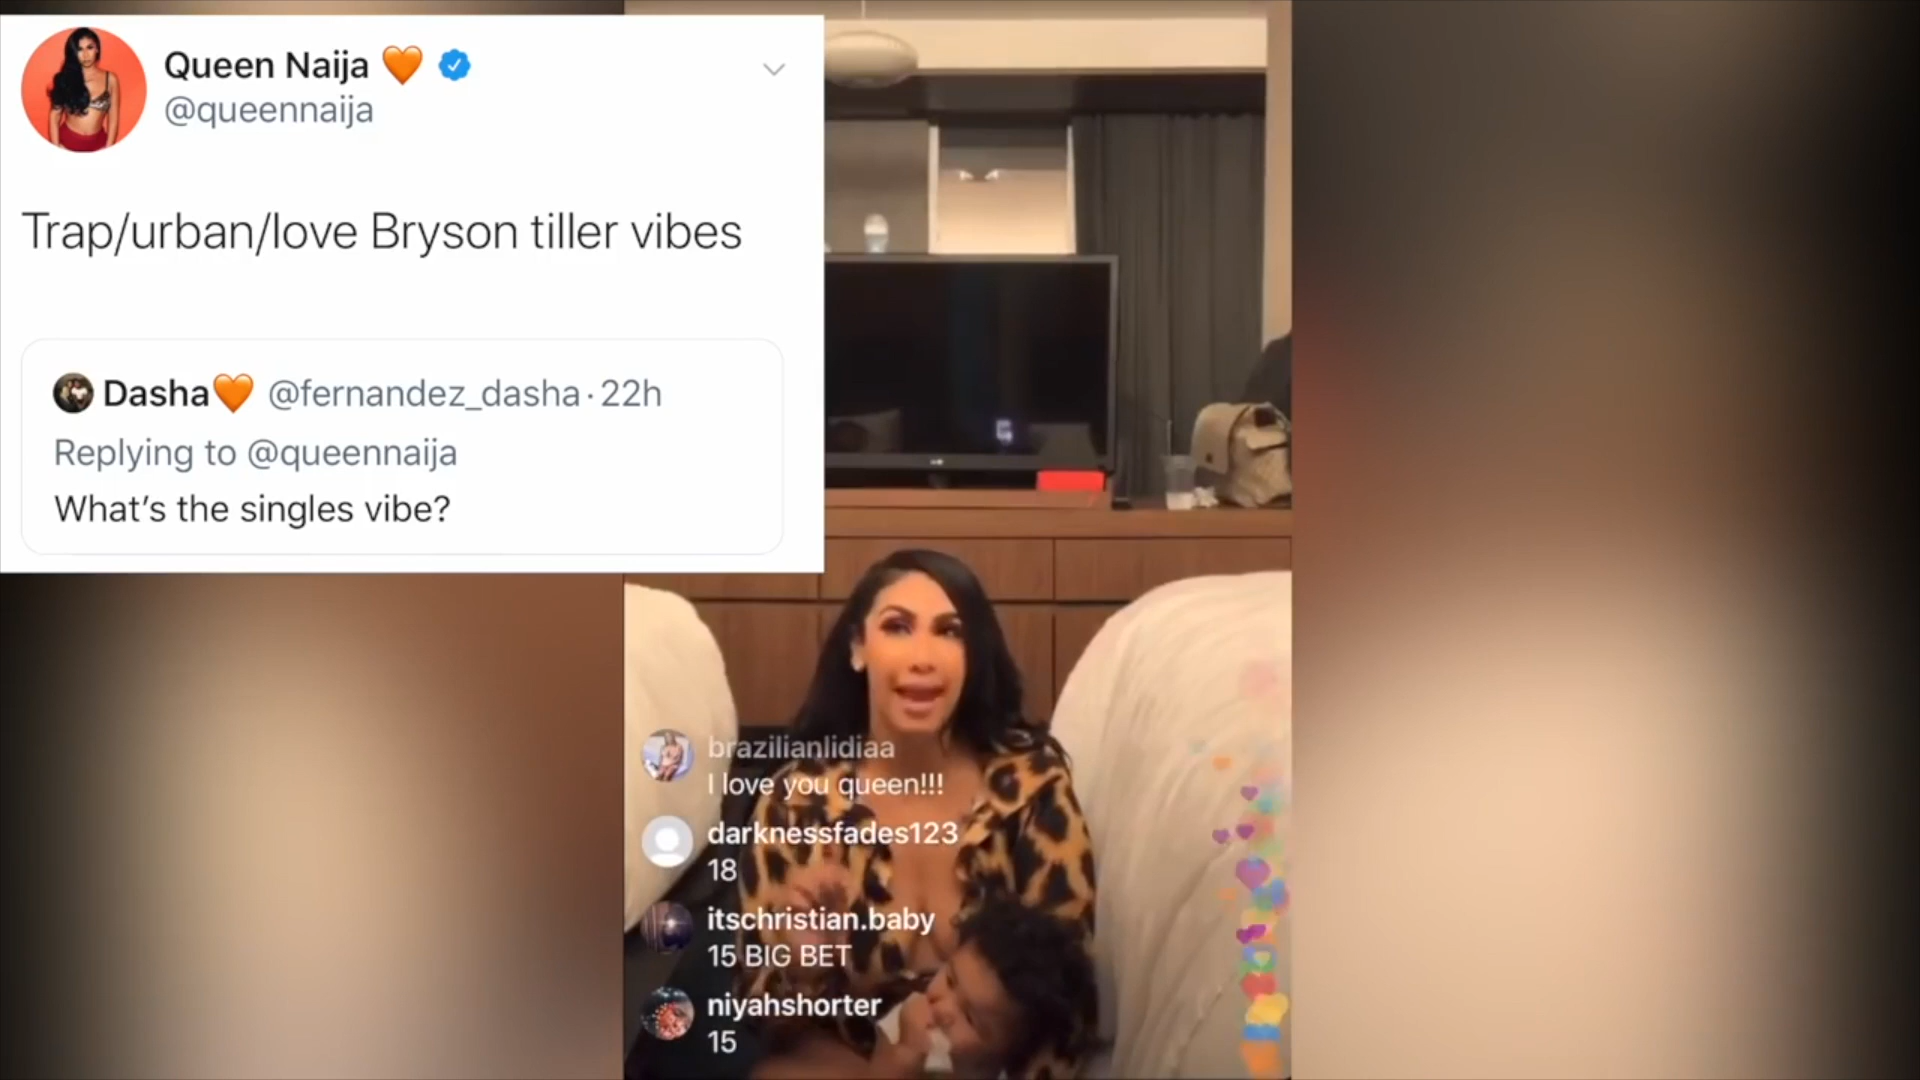 Queen Naija 🧡
@queennaija
Trap/urban/love Bryson tiller vibes
Dasha🧡 @fernandez_dasha · 22h
Replying to @queennaija
What's the singles vibe?
brazilianlidiaa
I love you queen!!!
darknessfades123
18
itschristian.baby
15 BIG BET
niyahshorter
15